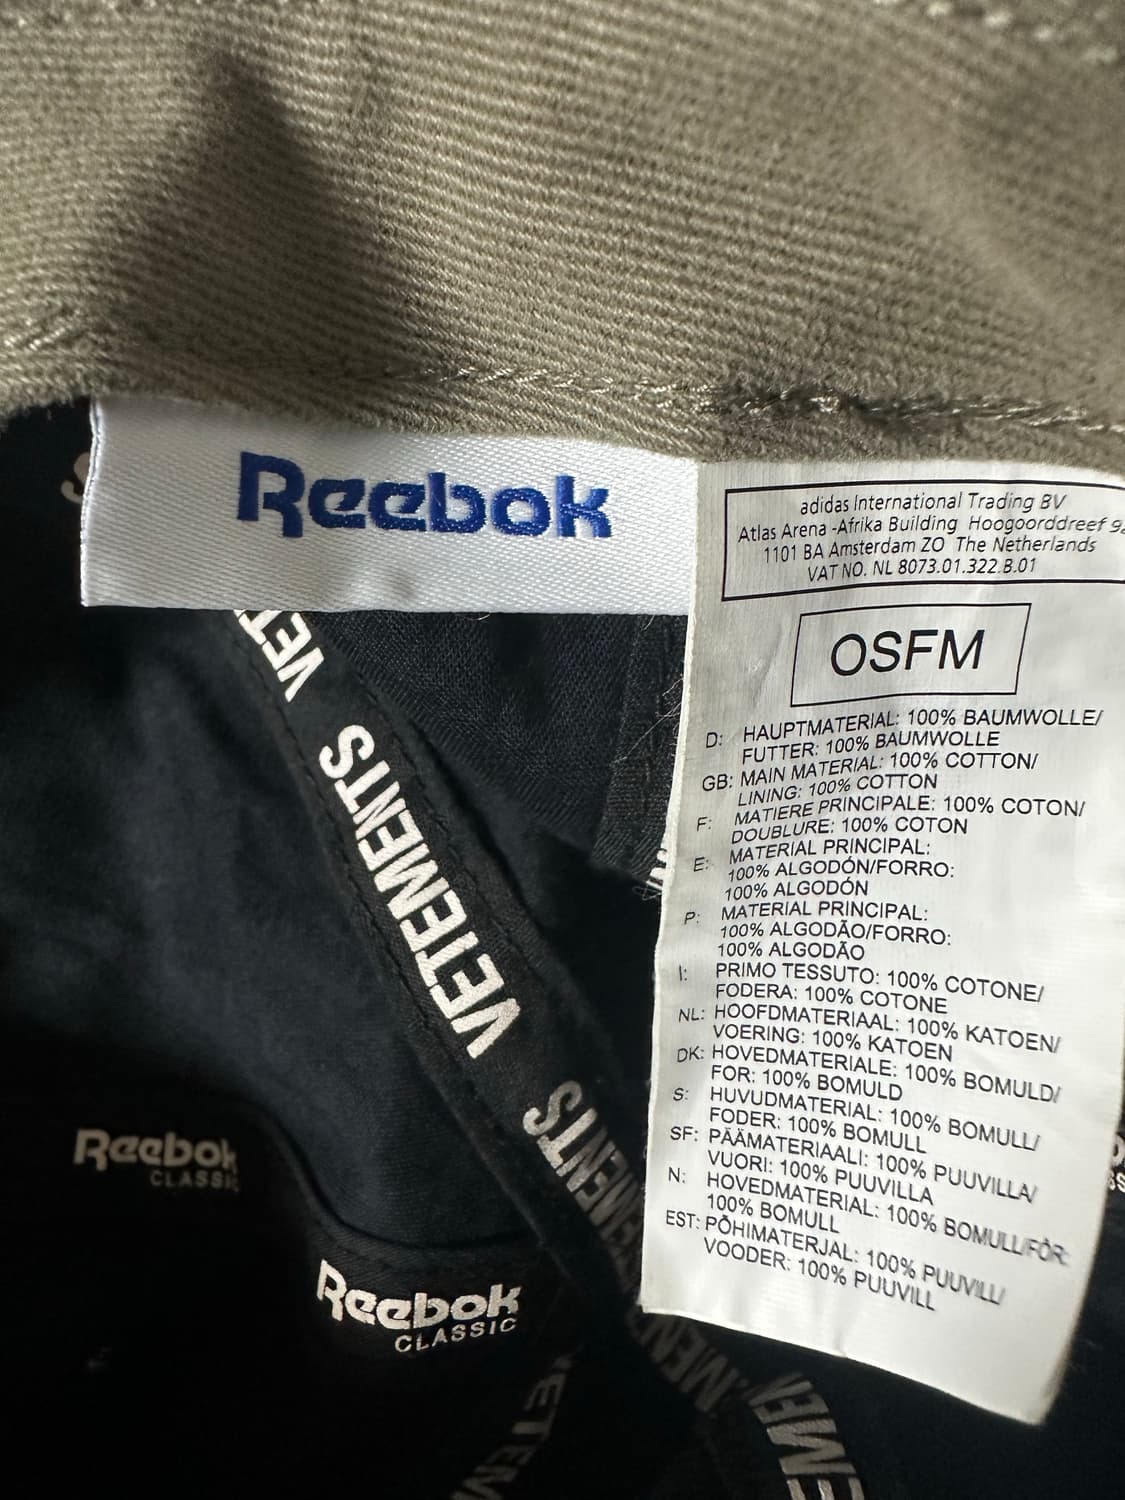 Reebok
adidas International Trading BV
Atlas Arena -Afrika Building Hoogoorddreef
1101 BA Amsterdam ZO The Netherlands
VAT NO. NL 8073.01.322.B.01
OSFM
D: HAUPTMATERIAL: 100% BAUMWOLLE/
FUTTER: 100% BAUMWOLLE
GB: MAIN MATERIAL: 100% COTTON/
LINING: 100% COTTON
F: MATIERE PRINCIPALE: 100% COTON/
DOUBLURE: 100% COTON
E: MATERIAL PRINCIPAL:
100% ALGODÓN/FORRO:
100% ALGODÓN
P: MATERIAL PRINCIPAL:
100% ALGODÃO/FORRO:
100% ALGODÃO
I: PRIMO TESSUTO: 100% COTONE/
FODERA: 100% COTONE
NL: HOOFDMATERIAAL: 100% KATOEN/
VOERING: 100% KATOEN
DK: HOVEDMATERIALE: 100% BOMULD/
FOR: 100% BOMULD
S: HUVUDMATERIAL: 100% BOMULL/
FODER: 100% BOMULL
SF: PÄÄMATERIAALI: 100% PUUVILLA/
VUORI: 100% PUUVILLA
N: HOVEDMATERIAL: 100% BOMULL/FÔR:
100% BOMULL
EST: PÕHIMATERJAL: 100% PUUVILL/
VOODER: 100% PUUVILL
VETEMENTS
VETEMENTS
Reebok
CLASSIC
Reebok
CLASSIC